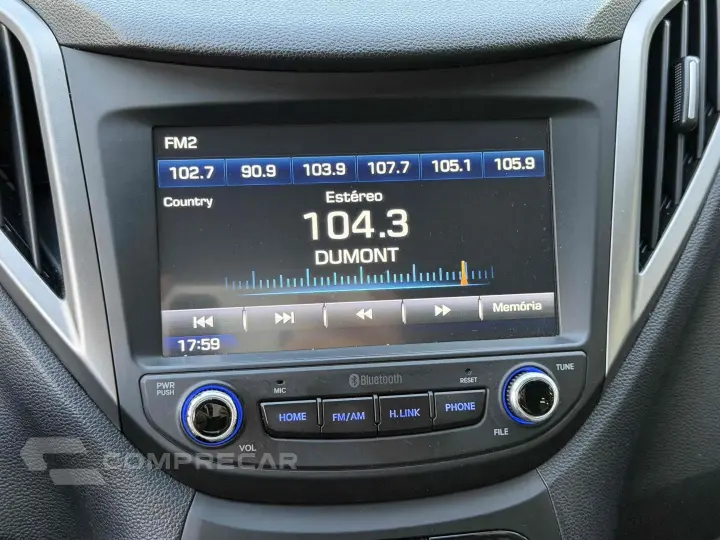 FM2
102.7 90.9 103.9 107.7 105.1 105.9
Country
Estéreo
104.3
DUMONT
Memória
17:59
PWR
PUSH
MIC
Bluetooth
RESET
TUNE
HOME
FM/AM
H.LINK
PHONE
VOL
FILE
COMPRECAR